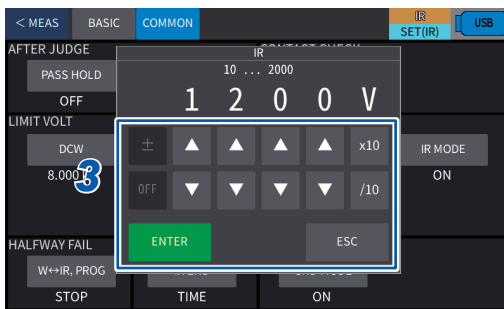 < MEAS BASIC COMMON IR SET(IR) USB
AFTER JUDGE
PASS HOLD
OFF
LIMIT VOLT
DCW
8.000
3
IR
10 ... 2000
1 2 0 0 V
± ▲ ▲ ▲ ▲ x10
OFF ▼ ▼ ▼ ▼ /10
ENTER ESC
IR MODE
ON
HALFWAY FAIL
W↔IR, PROG
STOP
TIME
ON